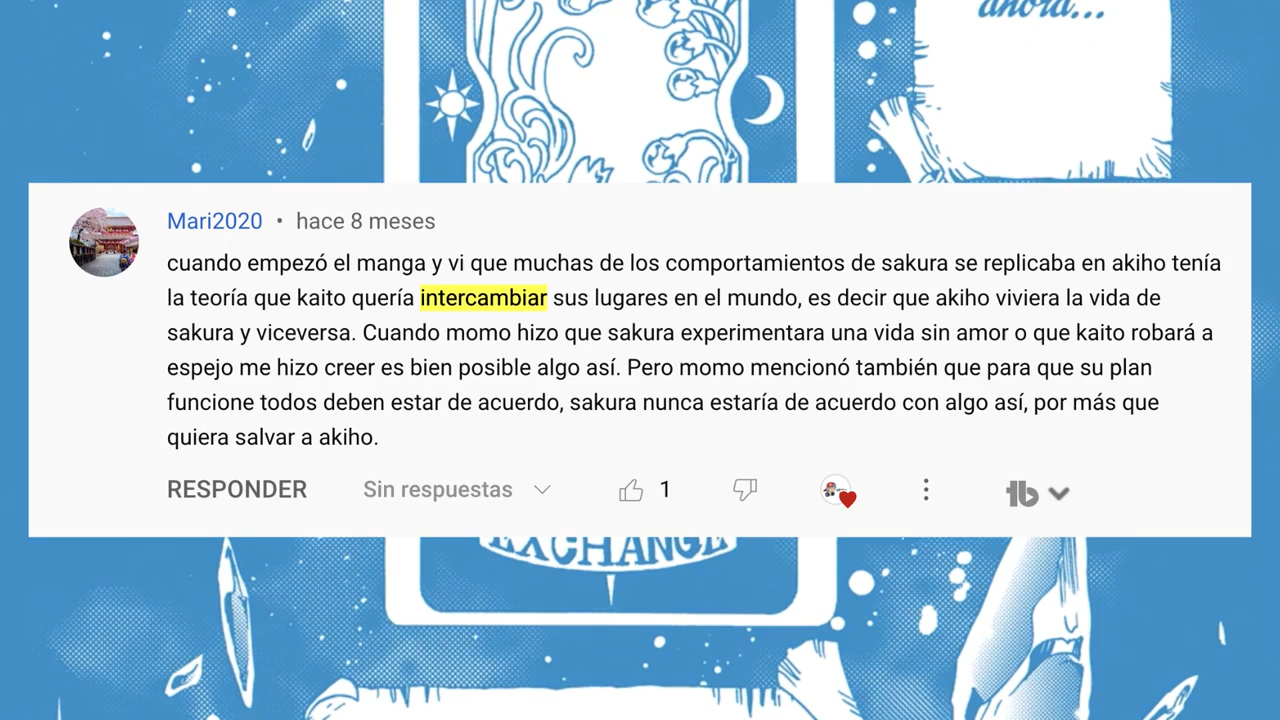 ahora...
Mari2020 • hace 8 meses
cuando empezó el manga y vi que muchas de los comportamientos de sakura se replicaba en akiho tenía
la teoría que kaito quería intercambiar sus lugares en el mundo, es decir que akiho viviera la vida de
sakura y viceversa. Cuando momo hizo que sakura experimentara una vida sin amor o que kaito robará a
espejo me hizo creer es bien posible algo así. Pero momo mencionó también que para que su plan
funcione todos deben estar de acuerdo, sakura nunca estaría de acuerdo con algo así, por más que
quiera salvar a akiho.
RESPONDER Sin respuestas 1 tb
EXCHANGE